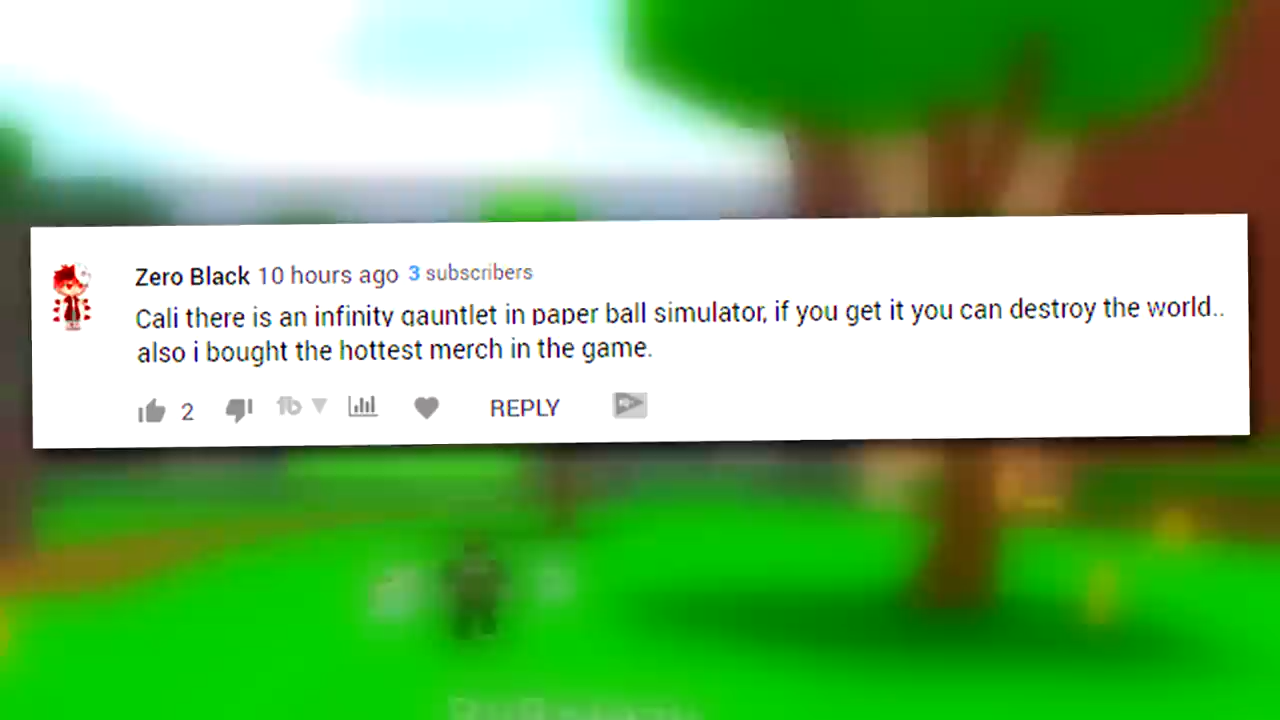 Zero Black 10 hours ago 3 subscribers
Cali there is an infinity gauntlet in paper ball simulator, if you get it you can destroy the world..
also i bought the hottest merch in the game.
2 REPLY